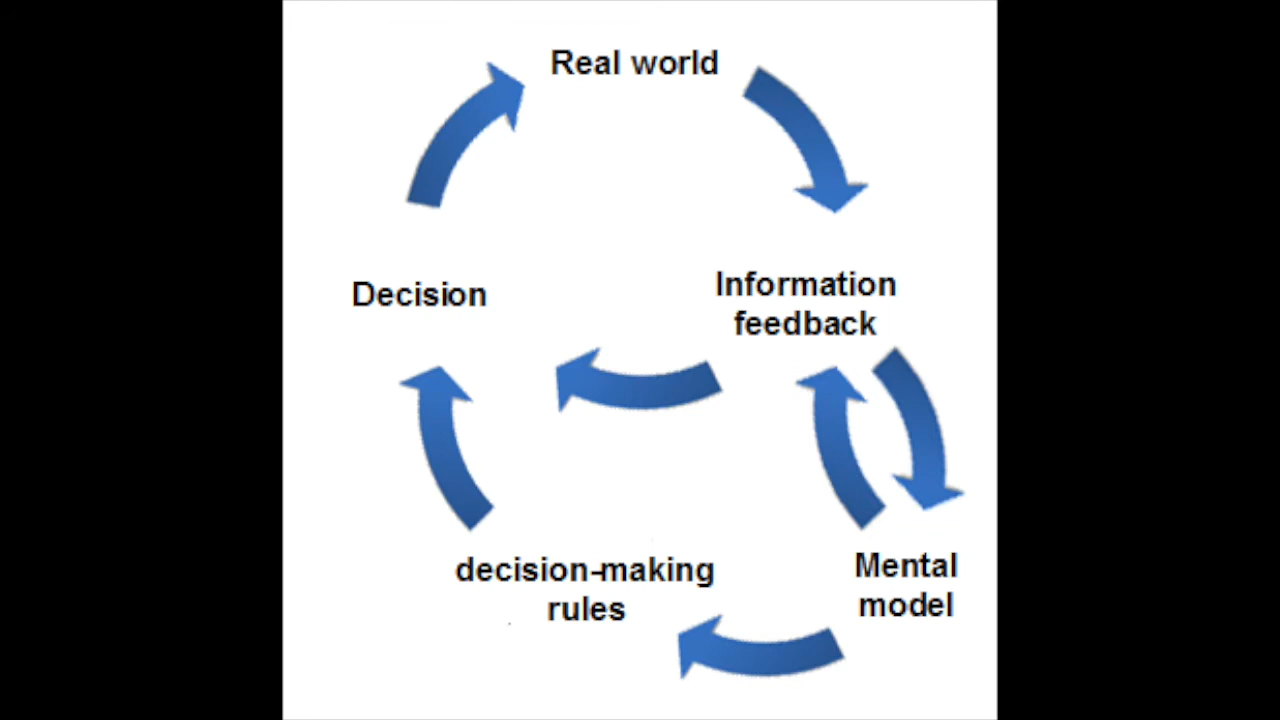 Real world
Decision
Information
feedback
decision-making
rules
Mental
model